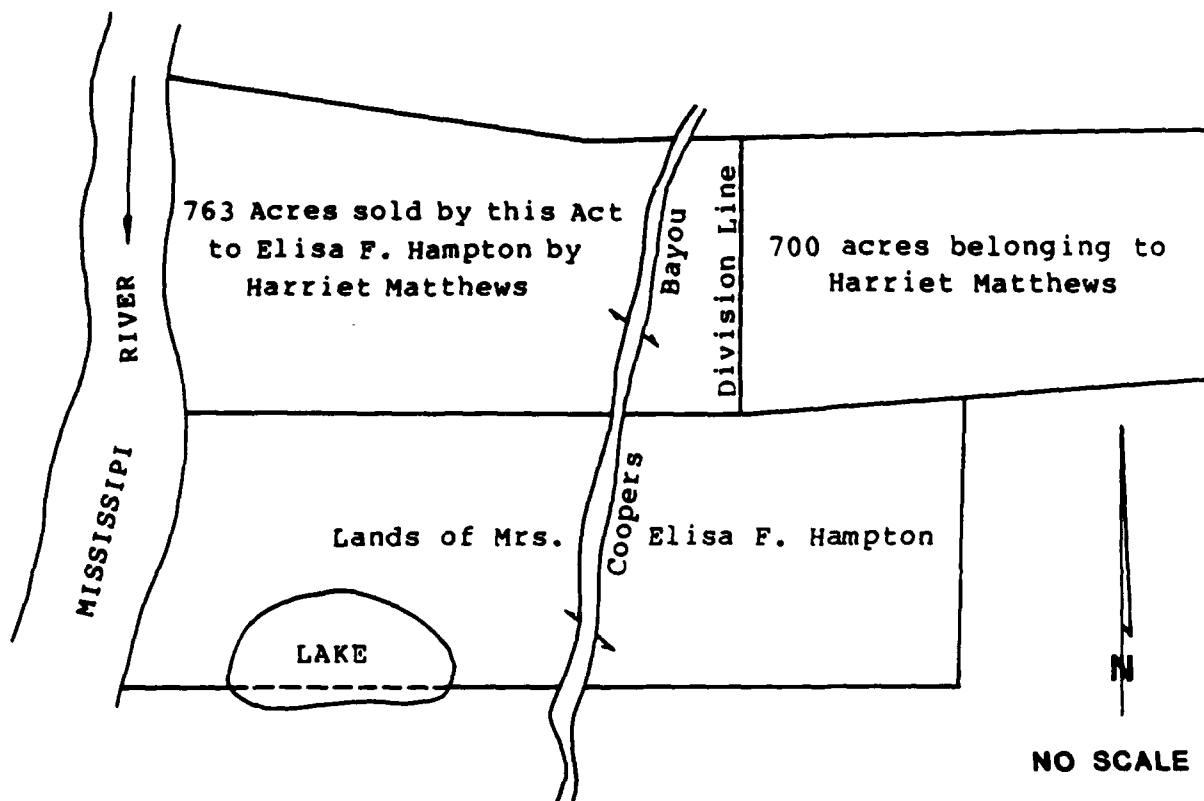 763 Acres sold by this Act
to Elisa F. Hampton by
Harriet Matthews
700 acres belonging to
Harriet Matthews
Division Line
Coopers Bayou
MISSISSIPI RIVER
Lands of Mrs. Elisa F. Hampton
LAKE
N
NO SCALE